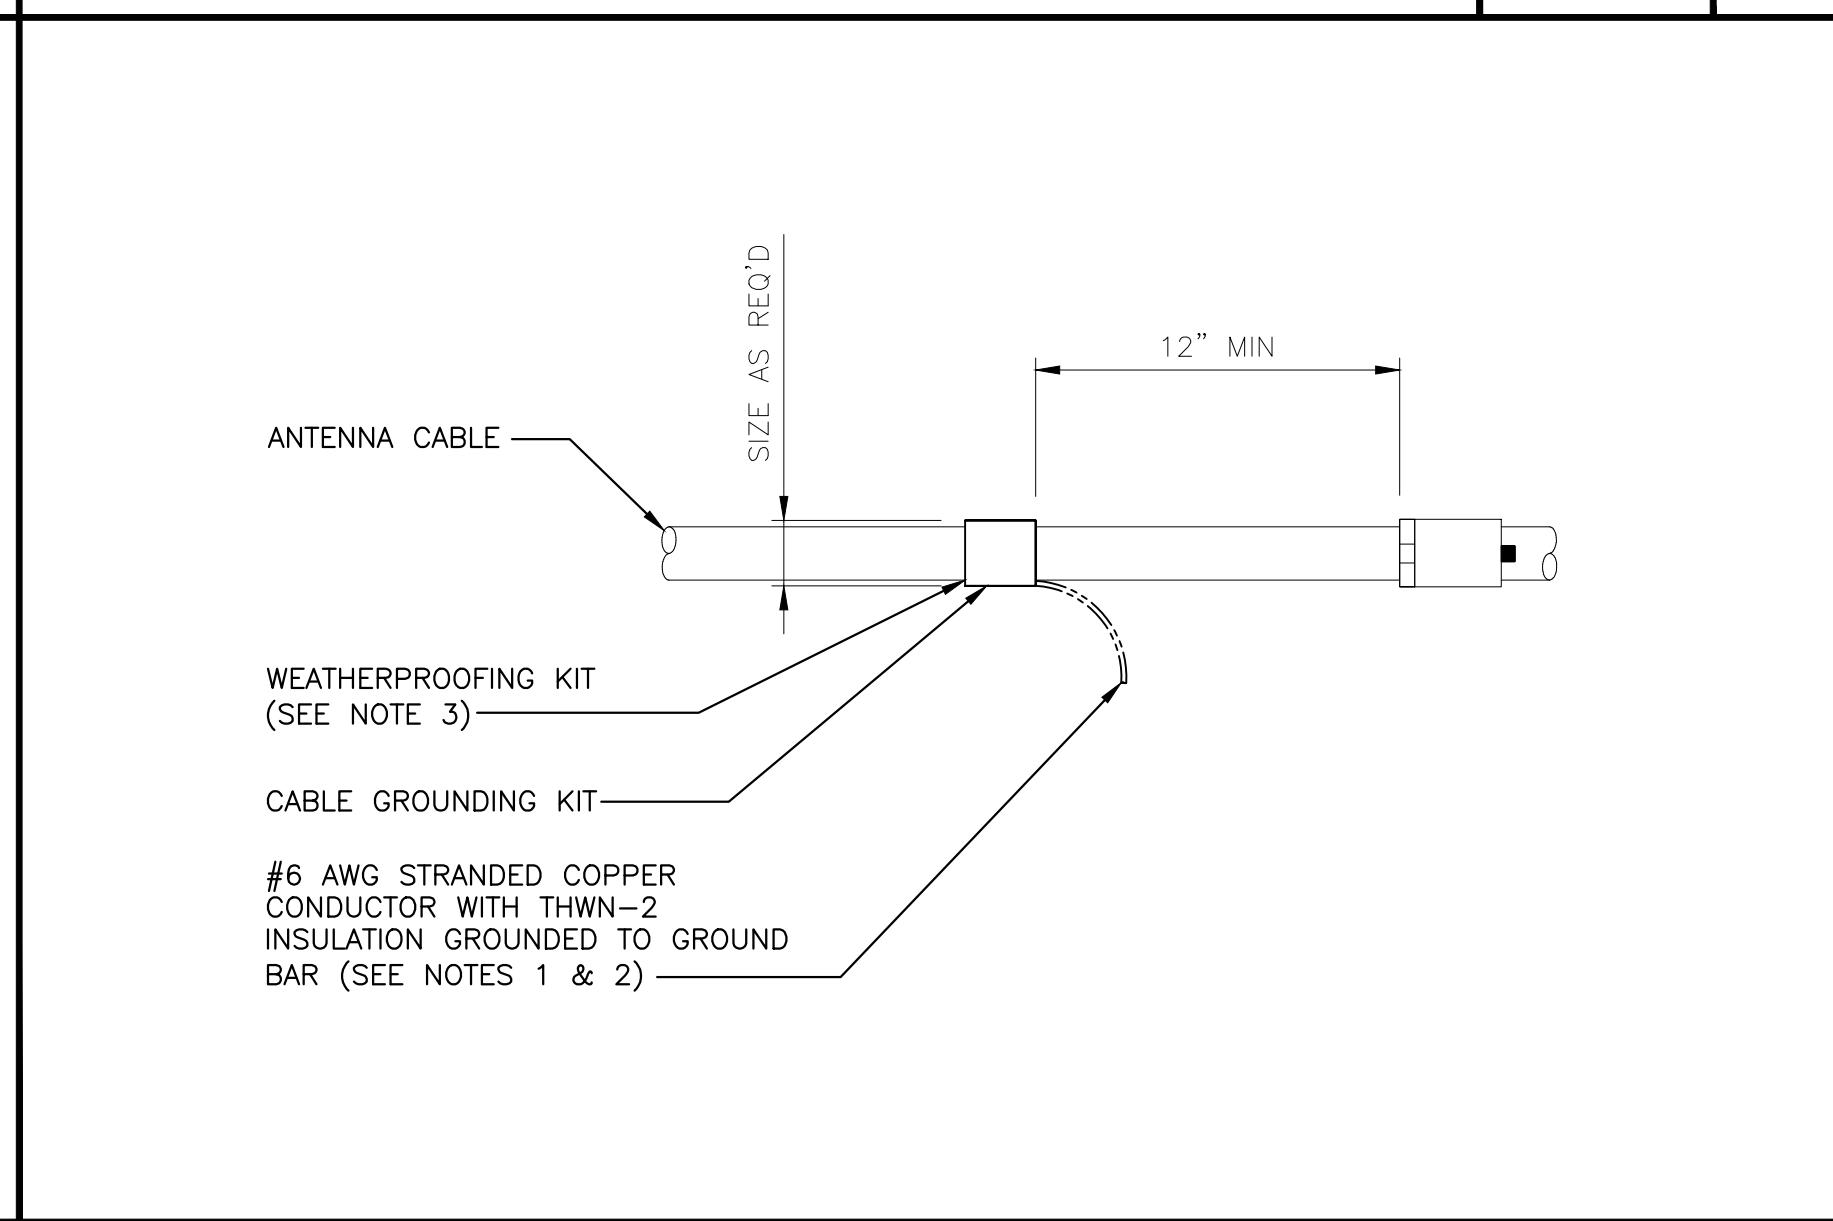 SIZE AS REQ'D
12" MIN
ANTENNA CABLE
WEATHERPROOFING KIT
(SEE NOTE 3)
CABLE GROUNDING KIT
#6 AWG STRANDED COPPER
CONDUCTOR WITH THWN-2
INSULATION GROUNDED TO GROUND
BAR (SEE NOTES 1 & 2)